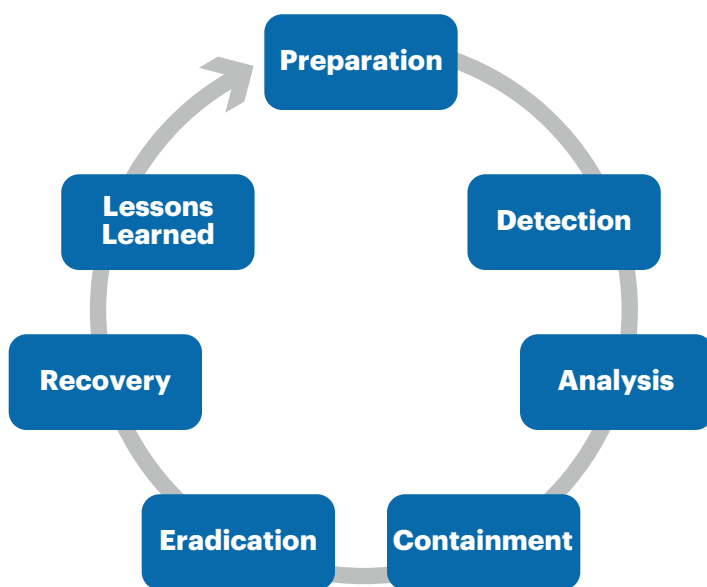 Preparation
Detection
Analysis
Containment
Eradication
Recovery
Lessons
Learned